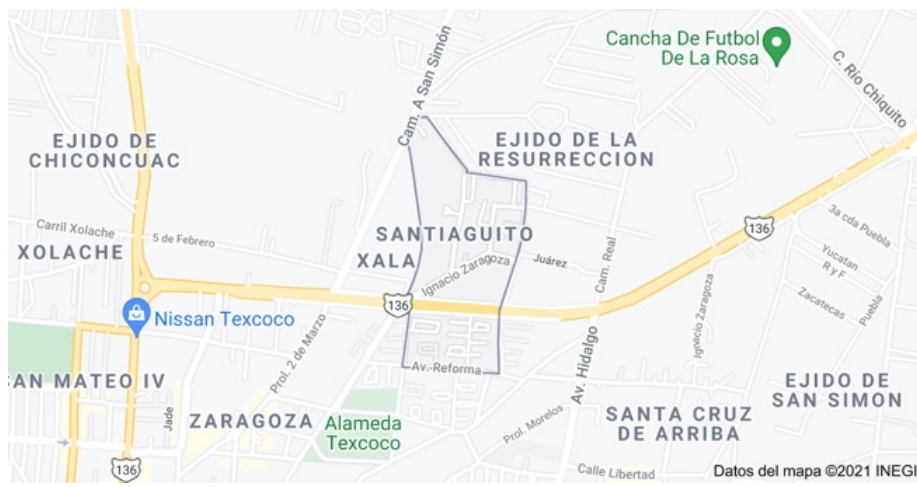 Cancha De Futbol
De La Rosa
Cam. A San Simón
C. Río Chiquito
EJIDO DE
CHICONCUAC
EJIDO DE LA
RESURRECCION
Carril Xolache
5 de Febrero
XOLACHE
SANTIAGUITO
XALA
Ignacio Zaragoza
Juárez
Cam. Real
136
3a cda Puebla
Yucatan
R y F
Zacatecas
Puebla
136
Nissan Texcoco
Prol. 2 de Marzo
Ignacio Zaragoza
Av. Reforma
Av. Hidalgo
SAN MATEO IV
Jade
ZARAGOZA
Alameda
Texcoco
Prol. Morelos
SANTA CRUZ
DE ARRIBA
EJIDO DE
SAN SIMON
136
Calle Libertad
Datos del mapa ©2021 INEGI